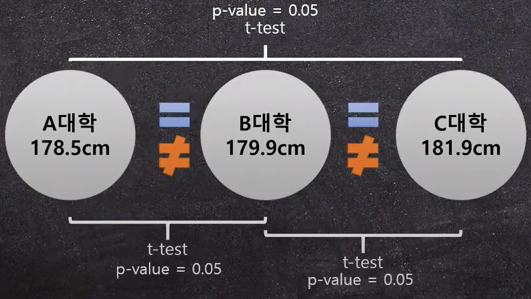 p-value = 0.05
t-test
A대학
178.5cm
=
≠
B대학
179.9cm
=
≠
C대학
181.9cm
t-test
p-value = 0.05
t-test
p-value = 0.05